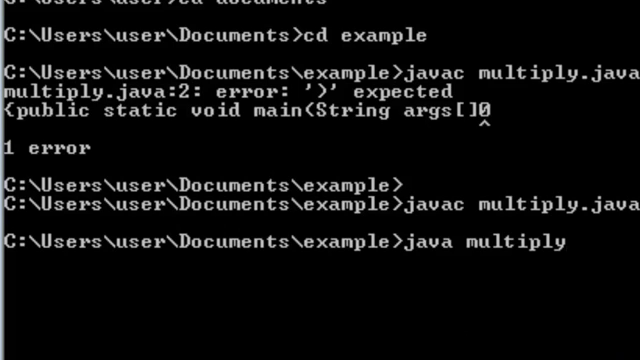 C:\Users\user>cd documents
C:\Users\user\Documents>cd example
C:\Users\user\Documents\example>javac multiply.java
multiply.java:2: error: ')' expected
{public static void main(String args[]0
^
1 error
C:\Users\user\Documents\example>
C:\Users\user\Documents\example>javac multiply.java
C:\Users\user\Documents\example>java multiply